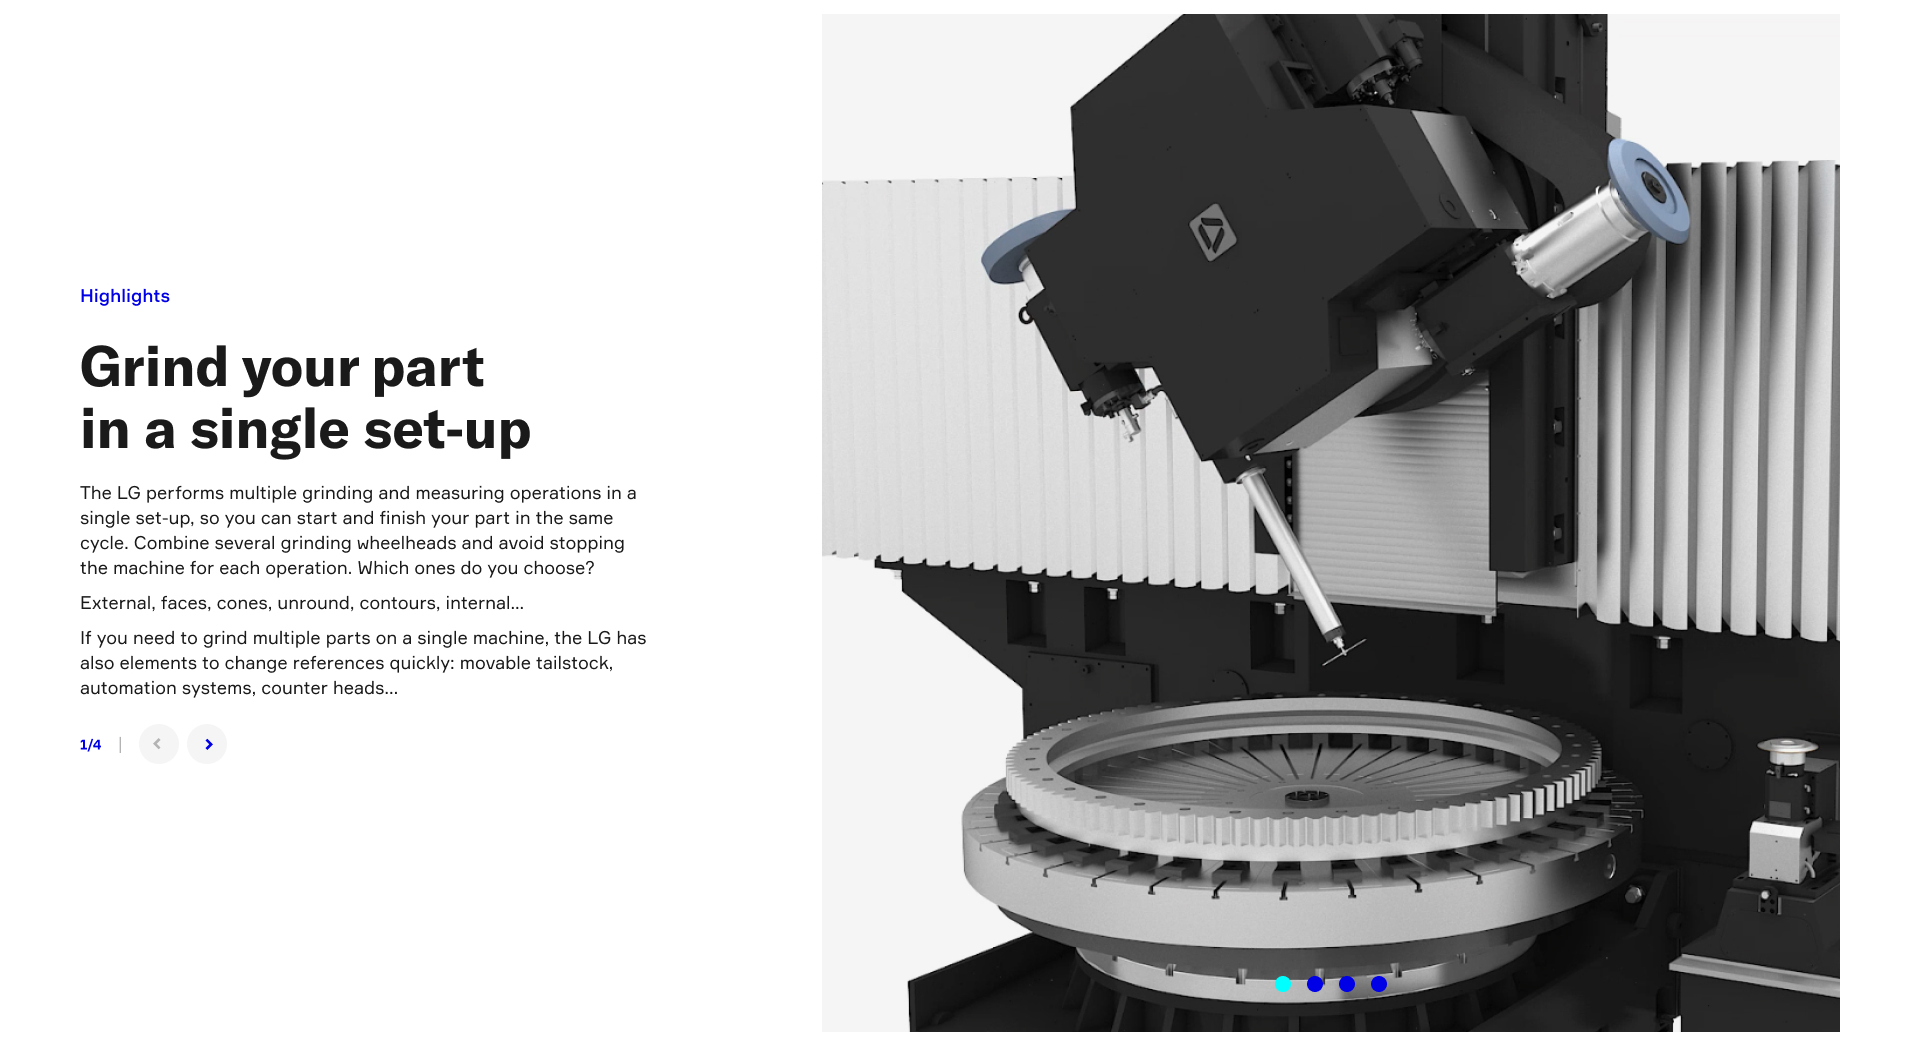 Highlights
Grind your part
in a single set-up
The LG performs multiple grinding and measuring operations in a
single set-up, so you can start and finish your part in the same
cycle. Combine several grinding wheelheads and avoid stopping
the machine for each operation. Which ones do you choose?
External, faces, cones, unround, contours, internal...
If you need to grind multiple parts on a single machine, the LG has
also elements to change references quickly: movable tailstock,
automation systems, counter heads...
1/4